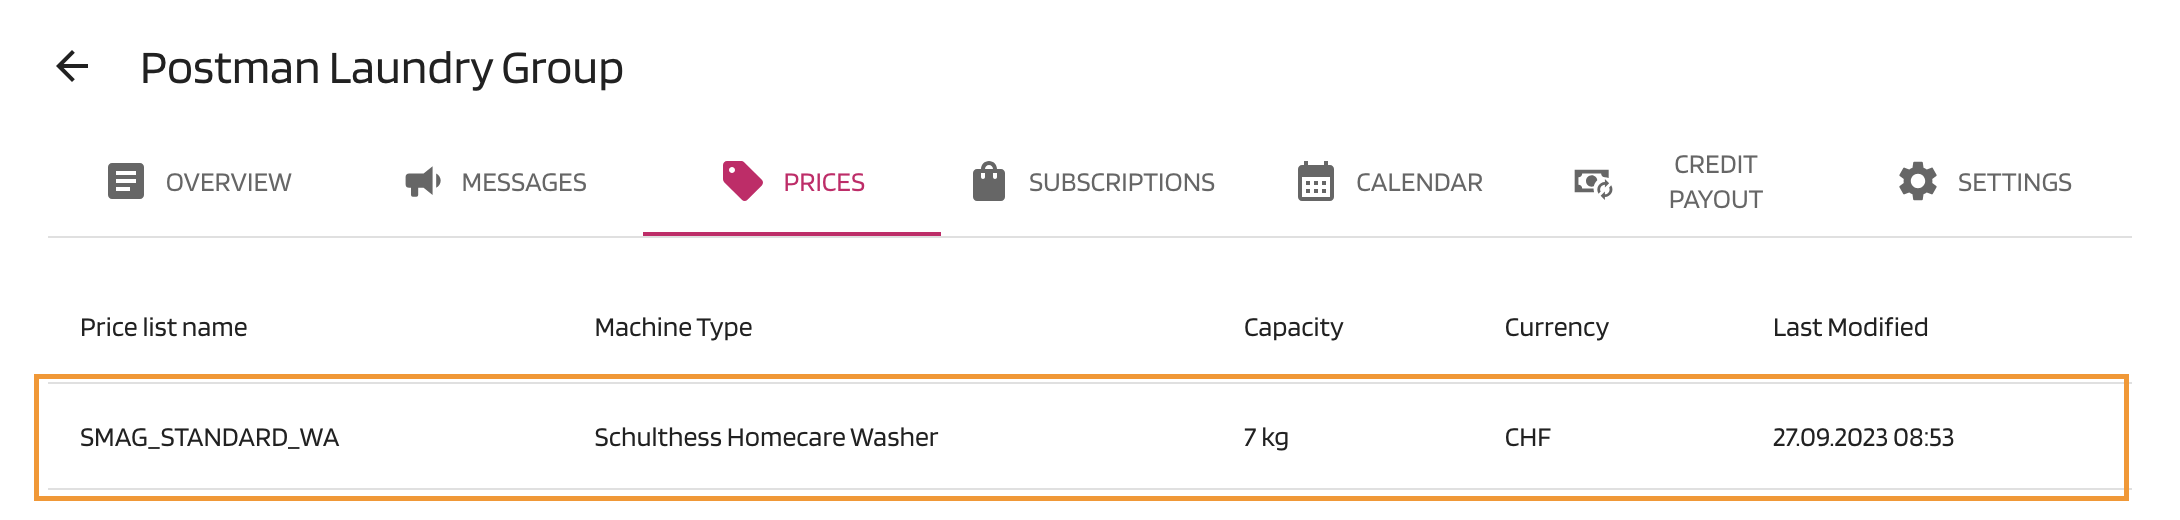 Postman Laundry Group
OVERVIEW MESSAGES PRICES SUBSCRIPTIONS CALENDAR CREDIT PAYOUT SETTINGS
Price list name Machine Type Capacity Currency Last Modified
SMAG_STANDARD_WA Schulthess Homecare Washer 7 kg CHF 27.09.2023 08:53